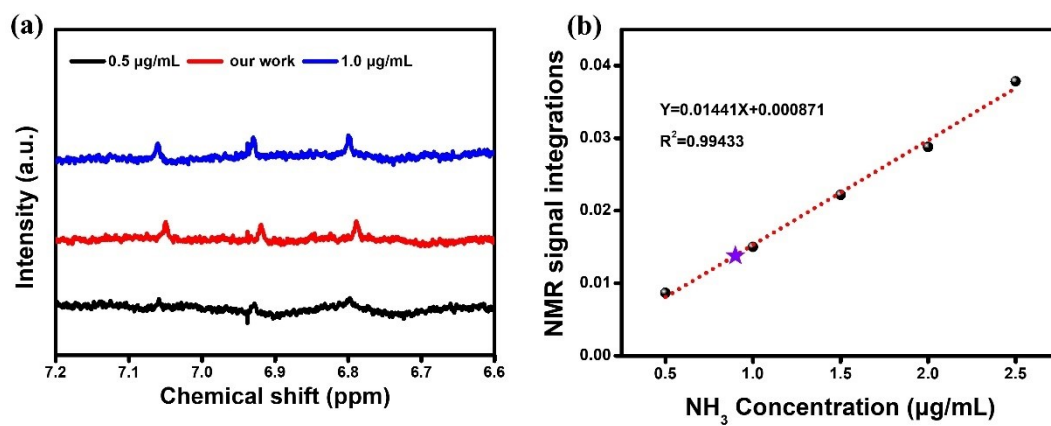 (a)
0.5 µg/mL our work 1.0 µg/mL
Intensity (a.u.)
7.2 7.1 7.0 6.9 6.8 6.7 6.6
Chemical shift (ppm)
(b)
Y=0.01441X+0.000871
R²=0.99433
NMR signal integrations
0.04
0.03
0.02
0.01
0.00
0.5 1.0 1.5 2.0 2.5
NH₃ Concentration (µg/mL)